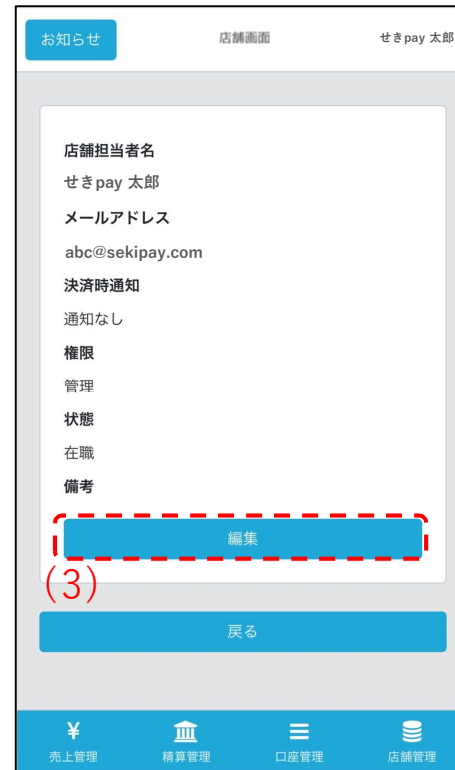 お知らせ 店舗画面 せきpay 太郎
店舗担当者名
せきpay 太郎
メールアドレス
abc@sekipay.com
決済時通知
通知なし
権限
管理
状態
在職
備考
編集
(3)
戻る
¥
売上管理 精算管理 口座管理 店舗管理